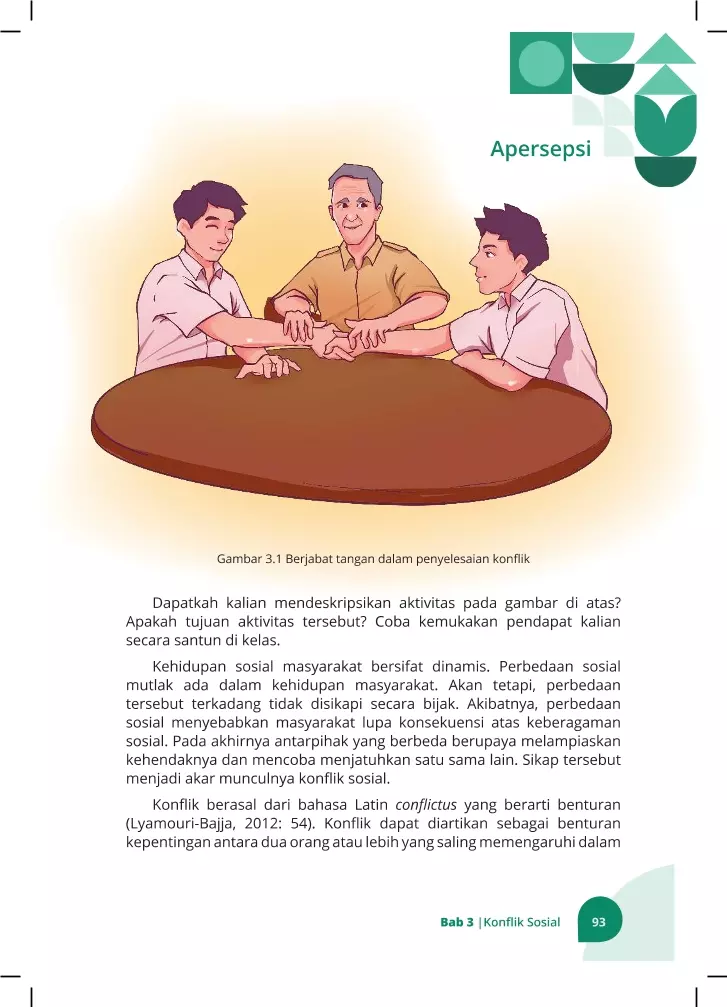 Apersepsi
Gambar 3.1 Berjabat tangan dalam penyelesaian konflik
Dapatkah kalian mendeskripsikan aktivitas pada gambar di atas?
Apakah tujuan aktivitas tersebut? Coba kemukakan pendapat kalian
secara santun di kelas.
Kehidupan sosial masyarakat bersifat dinamis. Perbedaan sosial
mutlak ada dalam kehidupan masyarakat. Akan tetapi, perbedaan
tersebut terkadang tidak disikapi secara bijak. Akibatnya, perbedaan
sosial menyebabkan masyarakat lupa konsekuensi atas keberagaman
sosial. Pada akhirnya antarpihak yang berbeda berupaya melampiaskan
kehendaknya dan mencoba menjatuhkan satu sama lain. Sikap tersebut
menjadi akar munculnya konflik sosial.
Konflik berasal dari bahasa Latin conflictus yang berarti benturan
(Lyamouri-Bajja, 2012: 54). Konflik dapat diartikan sebagai benturan
kepentingan antara dua orang atau lebih yang saling memengaruhi dalam
Bab 3 |Konflik Sosial 93